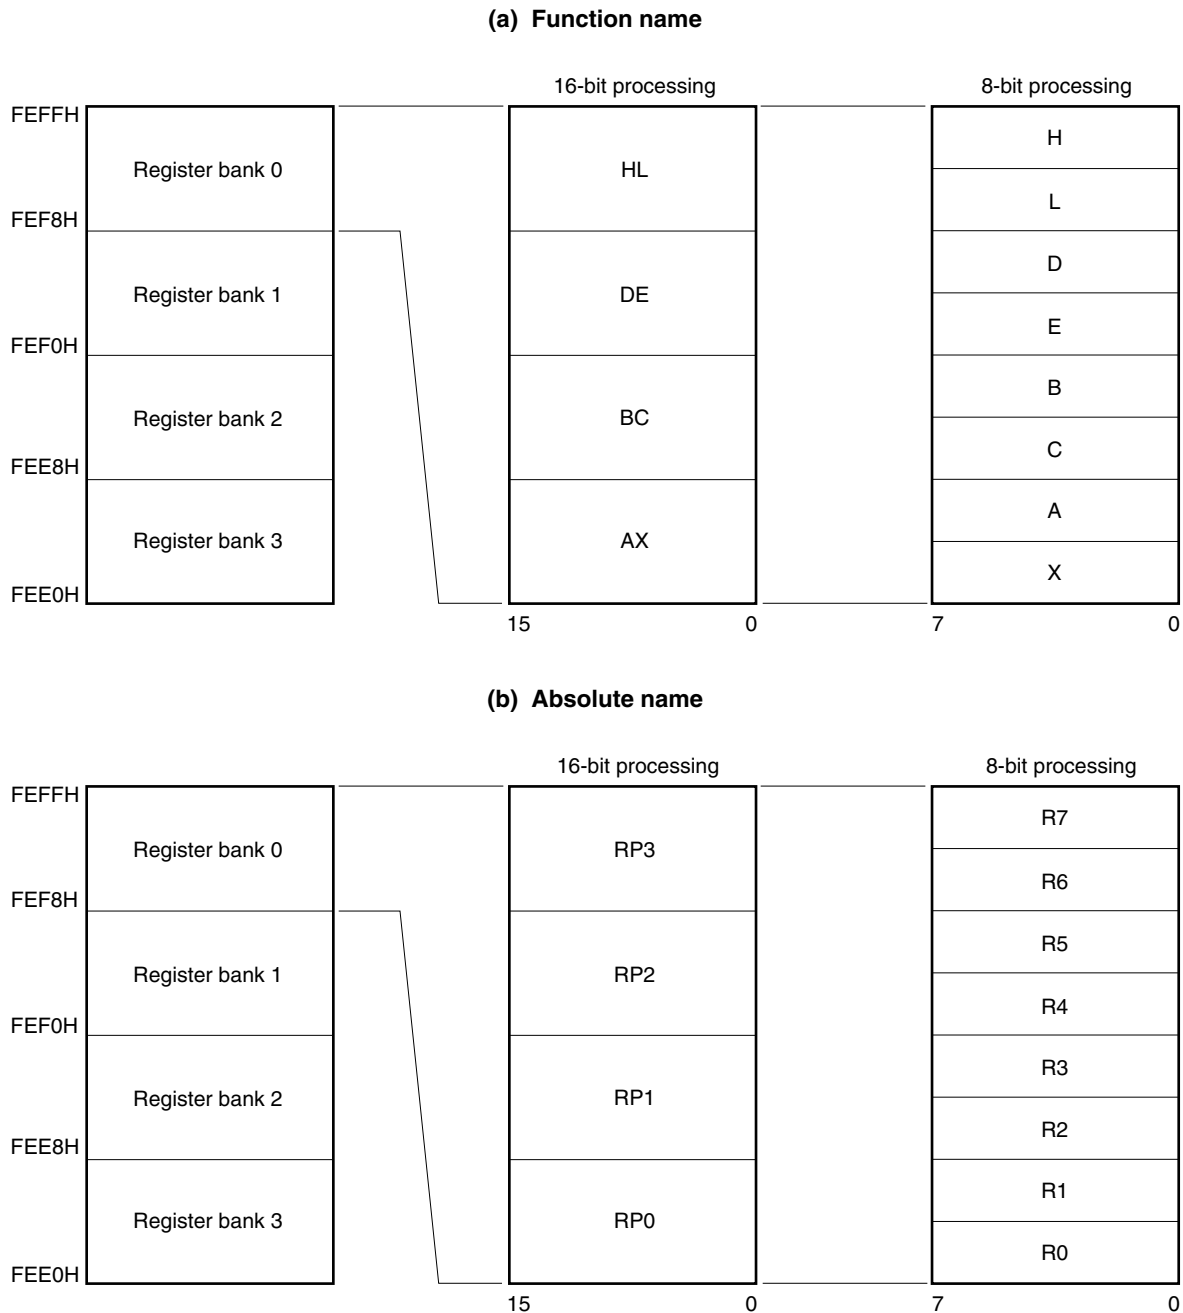 (a) Function name
16-bit processing 8-bit processing
FEFFH
H
Register bank 0 HL
L
FEF8H
D
Register bank 1 DE
E
FEF0H
B
Register bank 2 BC
C
FEE8H
A
Register bank 3 AX
X
FEE0H
15 0 7 0
(b) Absolute name
16-bit processing 8-bit processing
FEFFH
R7
Register bank 0 RP3
R6
FEF8H
R5
Register bank 1 RP2
R4
FEF0H
R3
Register bank 2 RP1
R2
FEE8H
R1
Register bank 3 RP0
R0
FEE0H
15 0 7 0